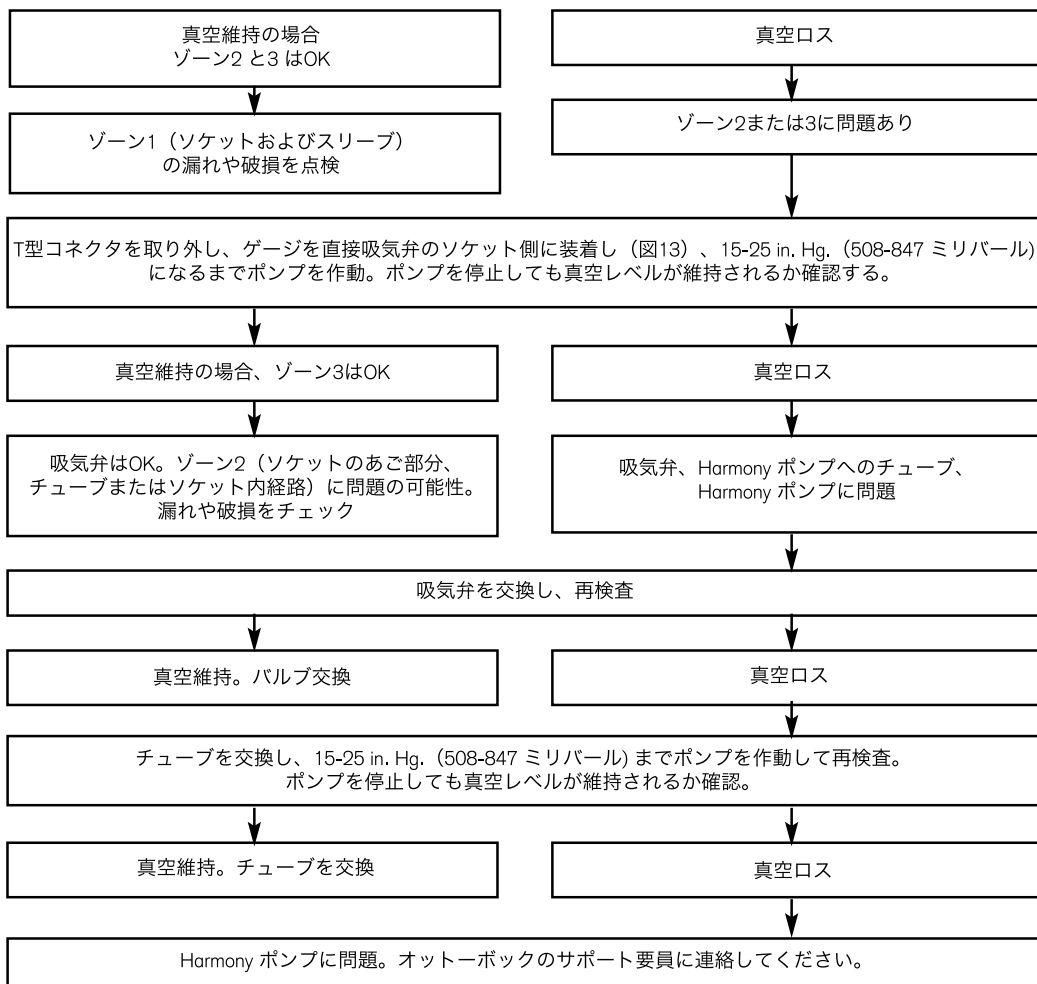 真空維持の場合
ゾーン2 と3 はOK
真空ロス
ゾーン1（ソケットおよびスリーブ）
の漏れや破損を点検
ゾーン2または3に問題あり
T型コネクタを取り外し、ゲージを直接吸気弁のソケット側に装着し（図13）、15-25 in. Hg.（508-847 ミリバール)
になるまでポンプを作動。ポンプを停止しても真空レベルが維持されるか確認する。
真空維持の場合、ゾーン3はOK
真空ロス
吸気弁はOK。ゾーン2（ソケットのあご部分、
チューブまたはソケット内経路）に問題の可能性。
漏れや破損をチェック
吸気弁、Harmony ポンプへのチューブ、
Harmony ポンプに問題
吸気弁を交換し、再検査
真空維持。バルブ交換
真空ロス
チューブを交換し、15-25 in. Hg.（508-847 ミリバール) までポンプを作動して再検査。
ポンプを停止しても真空レベルが維持されるか確認。
真空維持。チューブを交換
真空ロス
Harmony ポンプに問題。オットーボックのサポート要員に連絡してください。